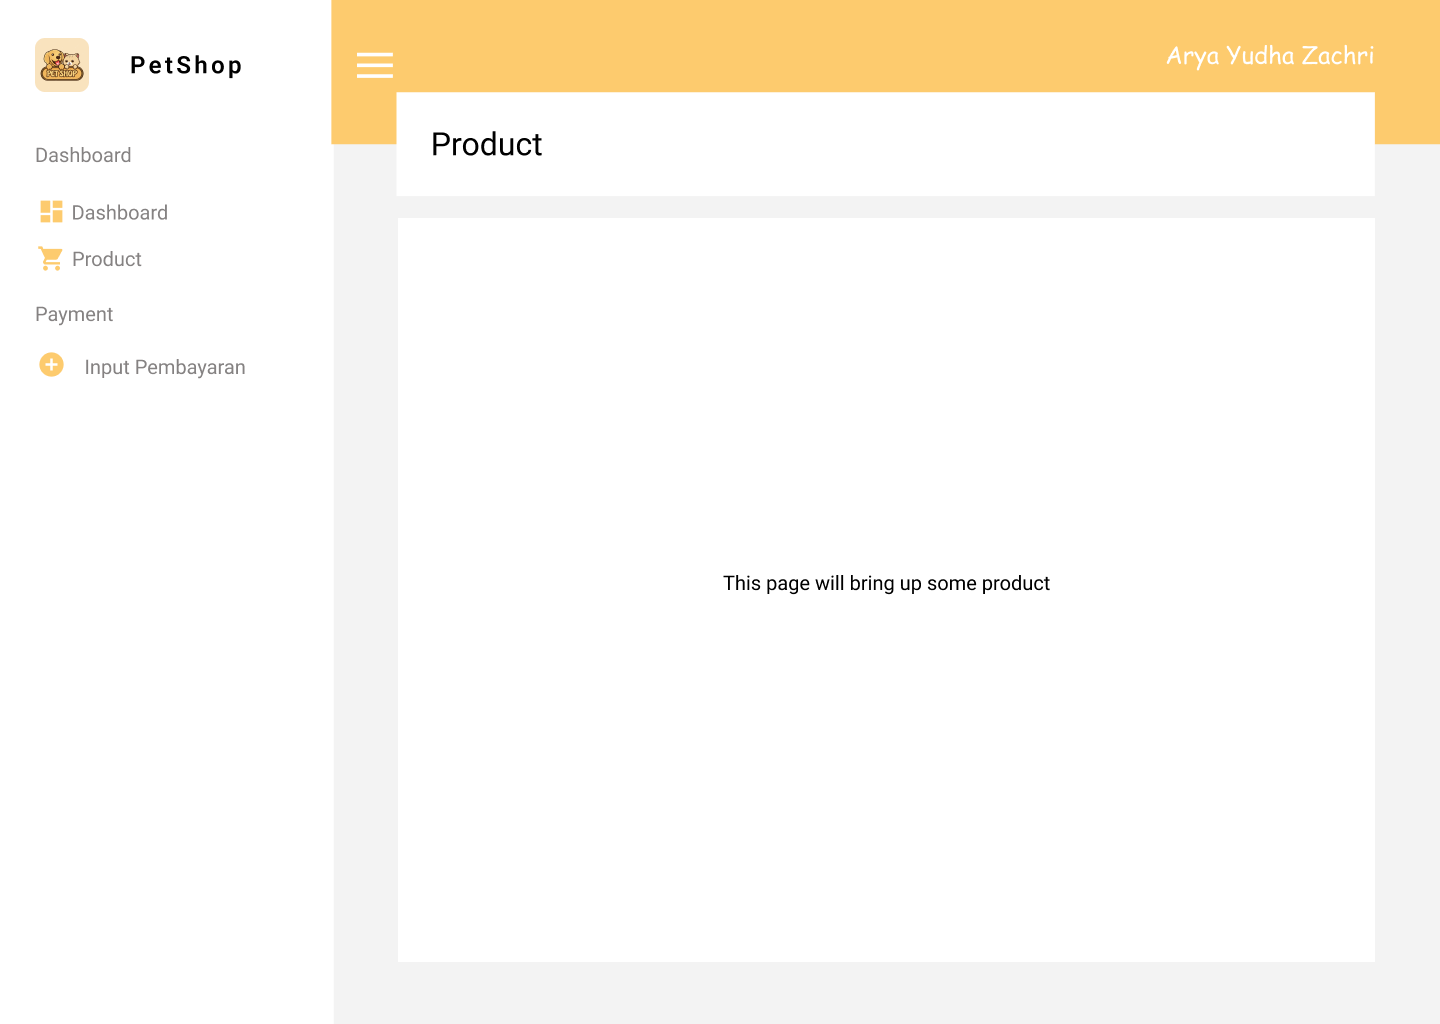 PET SHOP
PetShop
Arya Yudha Zachri
Product
Dashboard
Dashboard
Product
Payment
Input Pembayaran
This page will bring up some product